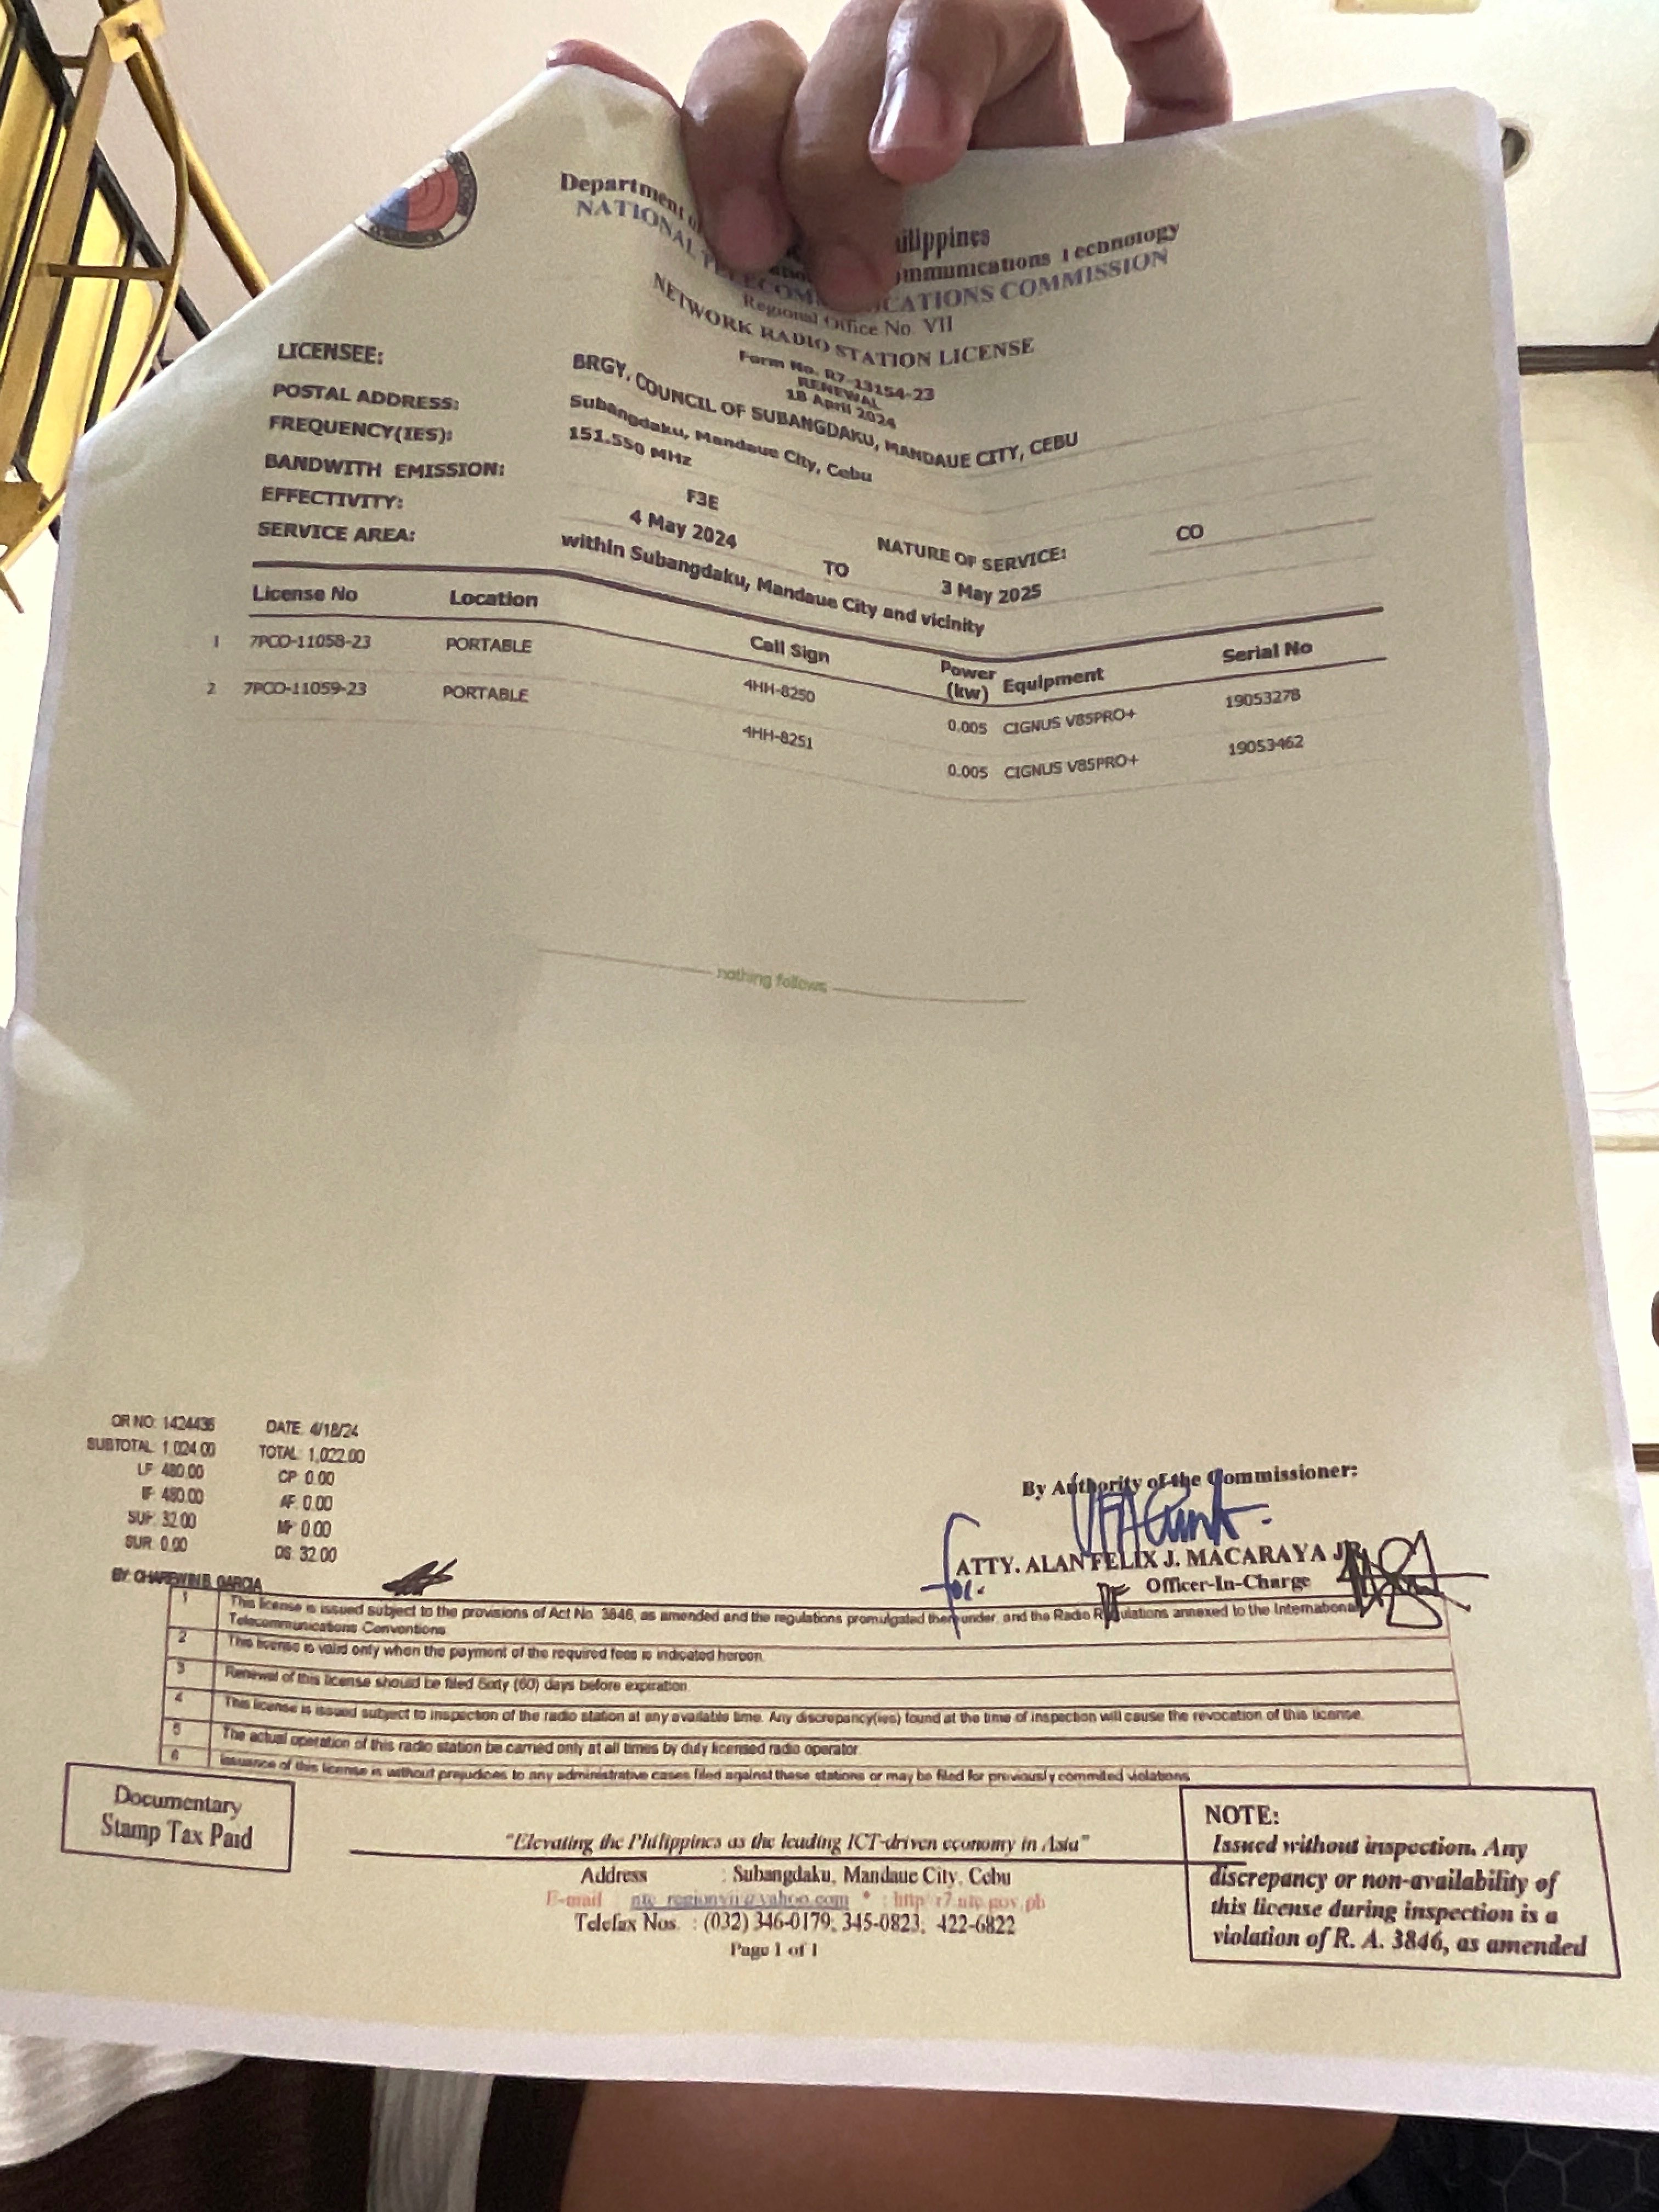 ilippines
Department ommunications Technology
NATIONAL TELECOM ICATIONS COMMISSION
Regional Office No. VII
NETWORK RADIO STATION LICENSE
Form No. R7-13154-23
RENEWAL
18 April 2024
LICENSEE: BRGY. COUNCIL OF SUBANGDAKU, MANDAUE CITY, CEBU
POSTAL ADDRESS: Subangdaku, Mandaue City, Cebu
FREQUENCY(IES): 151.550 MHz
BANDWITH EMISSION: F3E NATURE OF SERVICE: CO
EFFECTIVITY: 4 May 2024 TO 3 May 2025
SERVICE AREA: within Subangdaku, Mandaue City and vicinity
License No Location Call Sign Power (kw) Equipment Serial No
1 7PCO-11058-23 PORTABLE 4HH-8250 0.005 CIGNUS V85PRO+ 19053278
2 7PCO-11059-23 PORTABLE 4HH-8251 0.005 CIGNUS V85PRO+ 19053462
nothing follows
OR NO: 1424436 DATE: 4/18/24
SUBTOTAL: 1,024.00 TOTAL: 1,022.00
LF: 480.00 CP: 0.00
IF: 480.00 AF: 0.00
SUF: 32.00 MF: 0.00
SUR: 0.00 DS: 32.00
BY: CHAREWIN B. GARCIA
By Authority of the Commissioner:
for.
ATTY. ALAN FELIX J. MACARAYA JR
Officer-In-Charge
1 This license is issued subject to the provisions of Act No. 3846, as amended and the regulations promulgated thereunder, and the Radio Regulations annexed to the International
Telecommunications Conventions
2 This license is valid only when the payment of the required fees is indicated hereon.
3 Renewal of this license should be filed Sixty (60) days before expiration
4 This license is issued subject to inspection of the radio station at any available time. Any discrepancy(ies) found at the time of inspection will cause the revocation of this license.
5 The actual operation of this radio station be carried only at all times by duly licensed radio operator
6 Issuance of this license is without prejudices to any administrative cases filed against these stations or may be filed for previously commited violations
Documentary
Stamp Tax Paid
"Elevating the Philippines as the leading ICT-driven economy in Asia"
Address : Subangdaku, Mandaue City, Cebu
E-mail : ntc_regionvii@yahoo.com * : http//r7.ntc.gov.ph
Telefax Nos. : (032) 346-0179; 345-0823; 422-6822
Page 1 of 1
NOTE:
Issued without inspection. Any
discrepancy or non-availability of
this license during inspection is a
violation of R. A. 3846, as amended